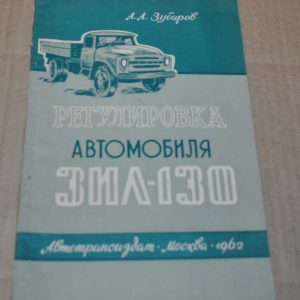 А.А. Зубарев
РЕГУЛИРОВКА
АВТОМОБИЛЯ
ЗИЛ-130
Автотрансиздат - Москва - 1962